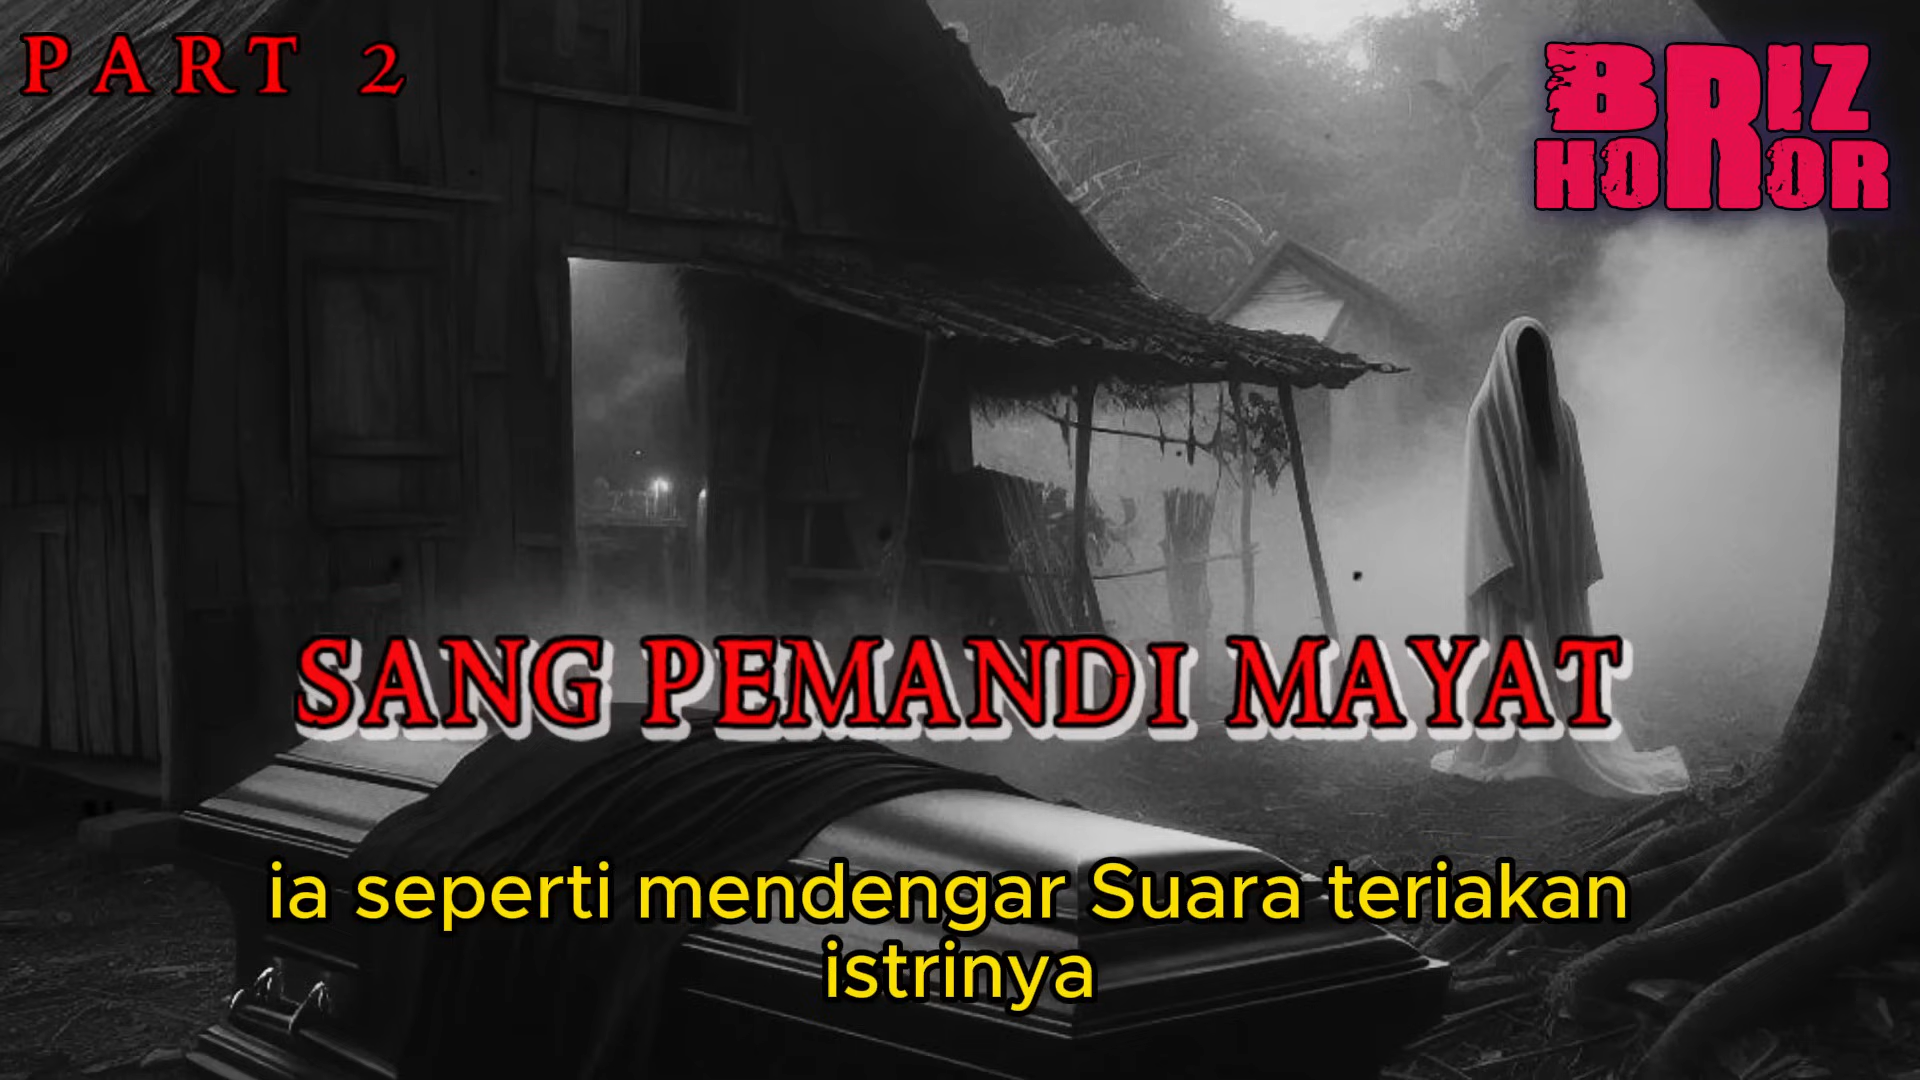 PART 2
BRIZ
HORROR
SANG PEMANDI MAYAT
ia seperti mendengar Suara teriakan
istrinya